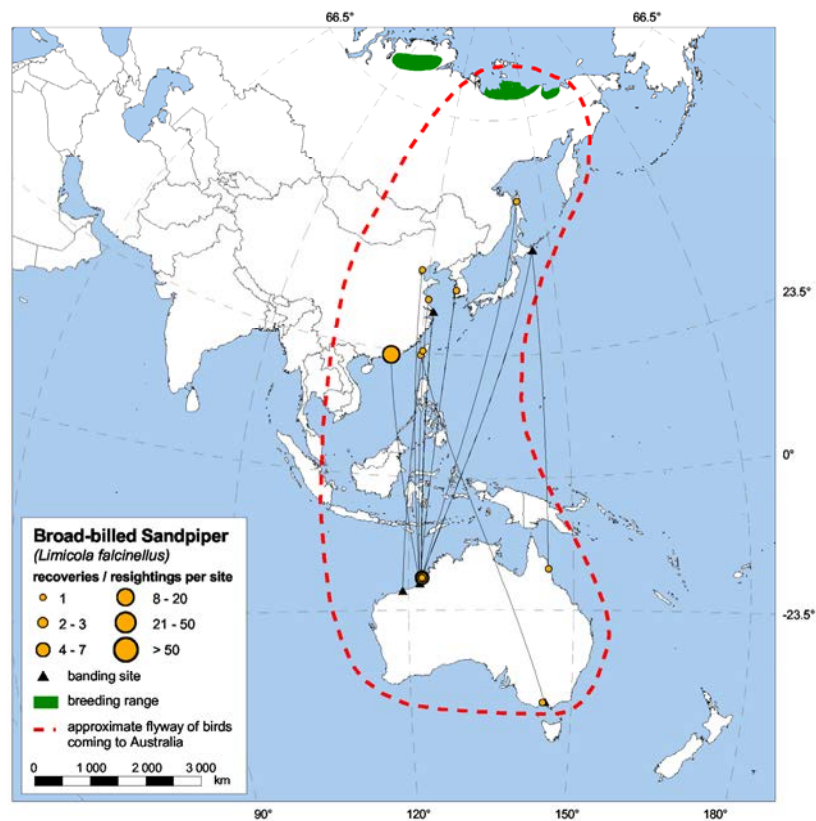 66.5°
66.5°
23.5°
0°
-23.5°
Broad-billed Sandpiper
(Limicola falcinellus)
recoveries / resightings per site
1
8 - 20
2 - 3
21 - 50
4 - 7
> 50
banding site
breeding range
approximate flyway of birds
coming to Australia
0
1 000
2 000
3 000
km
90°
120°
150°
180°